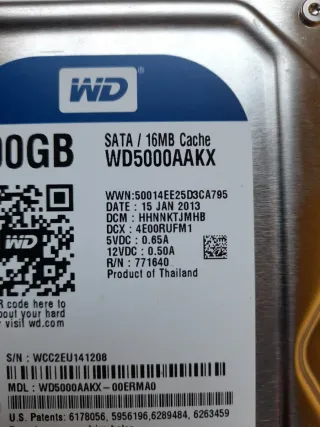 WD
00GB
SATA / 16MB Cache
WD5000AAKX
WWN:50014EE25D3CA795
DATE : 15 JAN 2013
DCM : HHNNKTJMHB
DCX : 4E00RUFM1
5VDC : 0.65A
12VDC : 0.50A
R/N : 771640
Product of Thailand
WD
R code here to
bout your hard
visit wd.com
S/N : WCC2EU141208
MDL : WD5000AAKX-00ERMA0
U.S. Patents: 6178056, 5956196,6289484, 6263459